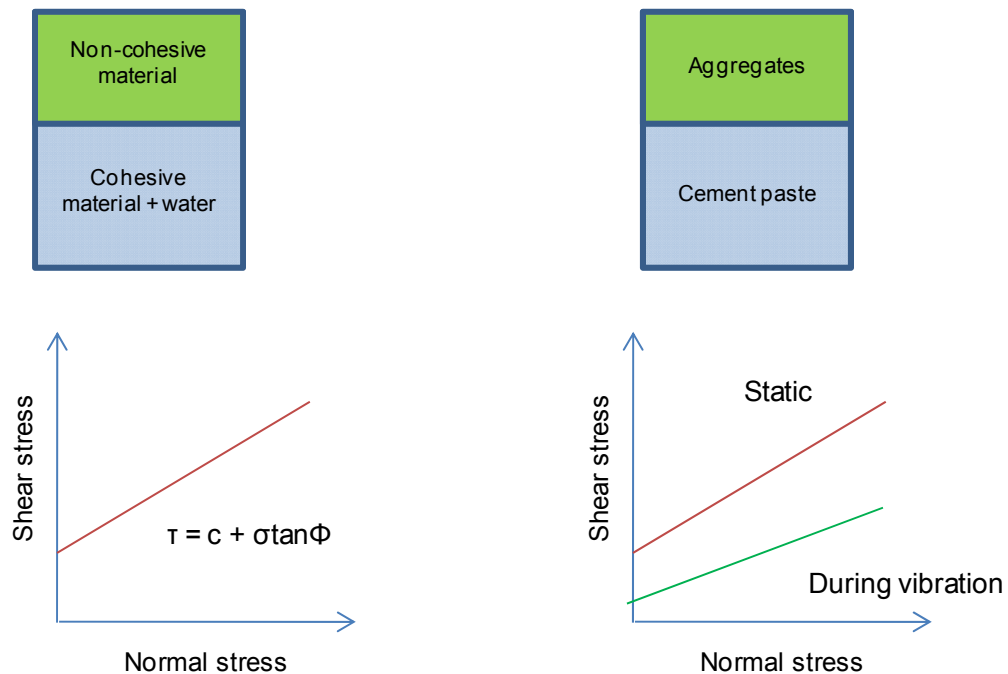 Non-cohesive
material
Cohesive
material + water
Aggregates
Cement paste
Shear stress
τ = c + σtanΦ
Normal stress
Shear stress
Static
During vibration
Normal stress